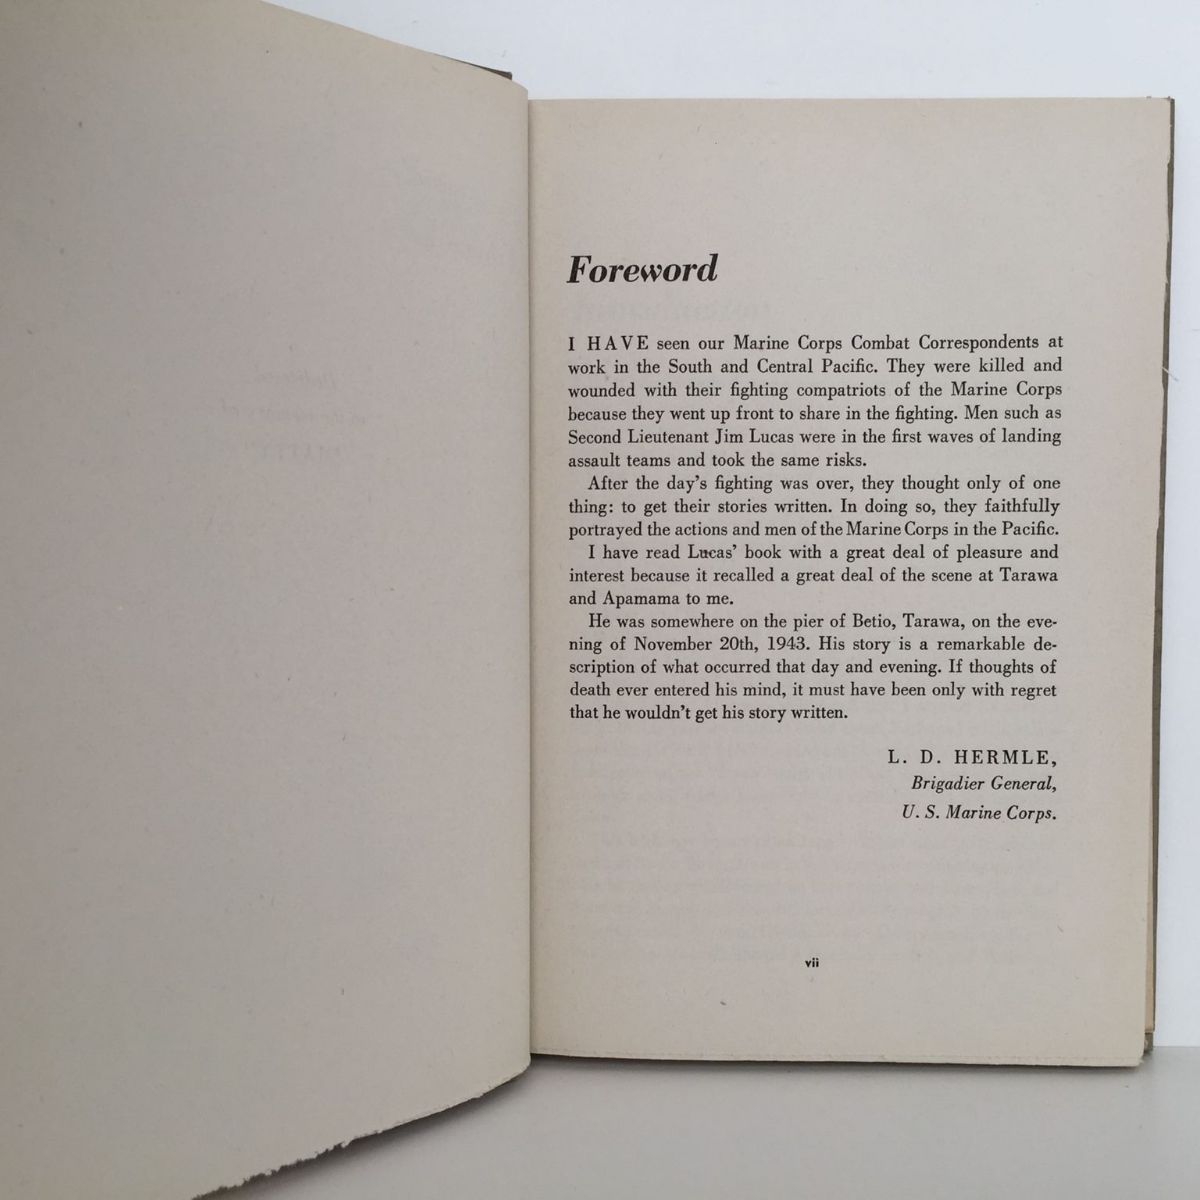 Foreword
I HAVE seen our Marine Corps Combat Correspondents at
work in the South and Central Pacific. They were killed and
wounded with their fighting compatriots of the Marine Corps
because they went up front to share in the fighting. Men such as
Second Lieutenant Jim Lucas were in the first waves of landing
assault teams and took the same risks.
After the day's fighting was over, they thought only of one
thing: to get their stories written. In doing so, they faithfully
portrayed the actions and men of the Marine Corps in the Pacific.
I have read Lucas' book with a great deal of pleasure and
interest because it recalled a great deal of the scene at Tarawa
and Apamama to me.
He was somewhere on the pier of Betio, Tarawa, on the eve-
ning of November 20th, 1943. His story is a remarkable de-
scription of what occurred that day and evening. If thoughts of
death ever entered his mind, it must have been only with regret
that he wouldn't get his story written.
L. D. HERMLE,
Brigadier General,
U. S. Marine Corps.
vii